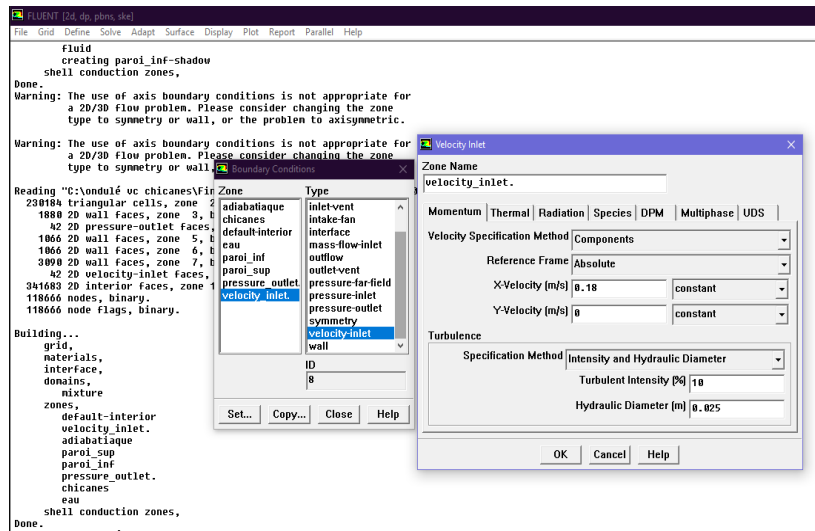 FLUENT [2d, dp, pbns, ske]
File Grid Define Solve Adapt Surface Display Plot Report Parallel Help
fluid
creating paroi_inf-shadow
shell conduction zones,
Done.
Warning: The use of axis boundary conditions is not appropriate for
a 2D/3D flow problem. Please consider changing the zone
type to symmetry or wall, or the problem to axisymmetric.
Warning: The use of axis boundary conditions is not appropriate for
a 2D/3D flow problem. Please consider changing the zone
type to symmetry or wall,
Reading "C:\ondulé vc chicanes\Fin
230184 triangular cells, zone 2
1880 2D wall faces, zone 3, b
42 2D pressure-outlet faces,
1066 2D wall faces, zone 5, b
1066 2D wall faces, zone 6, b
3090 2D wall faces, zone 7, b
42 2D velocity-inlet faces,
341683 2D interior faces, zone 1
118666 nodes, binary.
118666 node flags, binary.
Building...
grid,
materials,
interface,
domains,
mixture
zones,
default-interior
velocity_inlet.
adiabatiaque
paroi_sup
paroi_inf
pressure_outlet.
chicanes
eau
shell conduction zones,
Done.
Boundary Conditions
Zone
adiabatiaque
chicanes
default-interior
eau
paroi_inf
paroi_sup
pressure_outlet.
velocity_inlet.
Type
inlet-vent
intake-fan
interface
mass-flow-inlet
outflow
outlet-vent
pressure-far-field
pressure-inlet
pressure-outlet
symmetry
velocity-inlet
wall
ID
8
Set... Copy... Close Help
Velocity Inlet
Zone Name
velocity_inlet.
Momentum Thermal Radiation Species DPM Multiphase UDS
Velocity Specification Method Components
Reference Frame Absolute
X-Velocity (m/s) 0.18 constant
Y-Velocity (m/s) 0 constant
Turbulence
Specification Method Intensity and Hydraulic Diameter
Turbulent Intensity (%) 10
Hydraulic Diameter (m) 0.025
OK Cancel Help